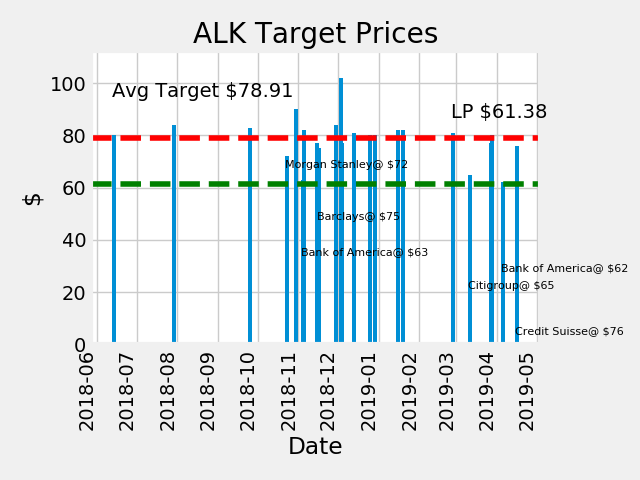 ALK Target Prices
Avg Target $78.91
LP $61.38
Morgan Stanley@ $72
Barclays@ $75
Bank of America@ $63
Bank of America@ $62
Citigroup@ $65
Credit Suisse@ $76
$
100
80
60
40
20
0
2018-06
2018-07
2018-08
2018-09
2018-10
2018-11
2018-12
2019-01
2019-02
2019-03
2019-04
2019-05
Date